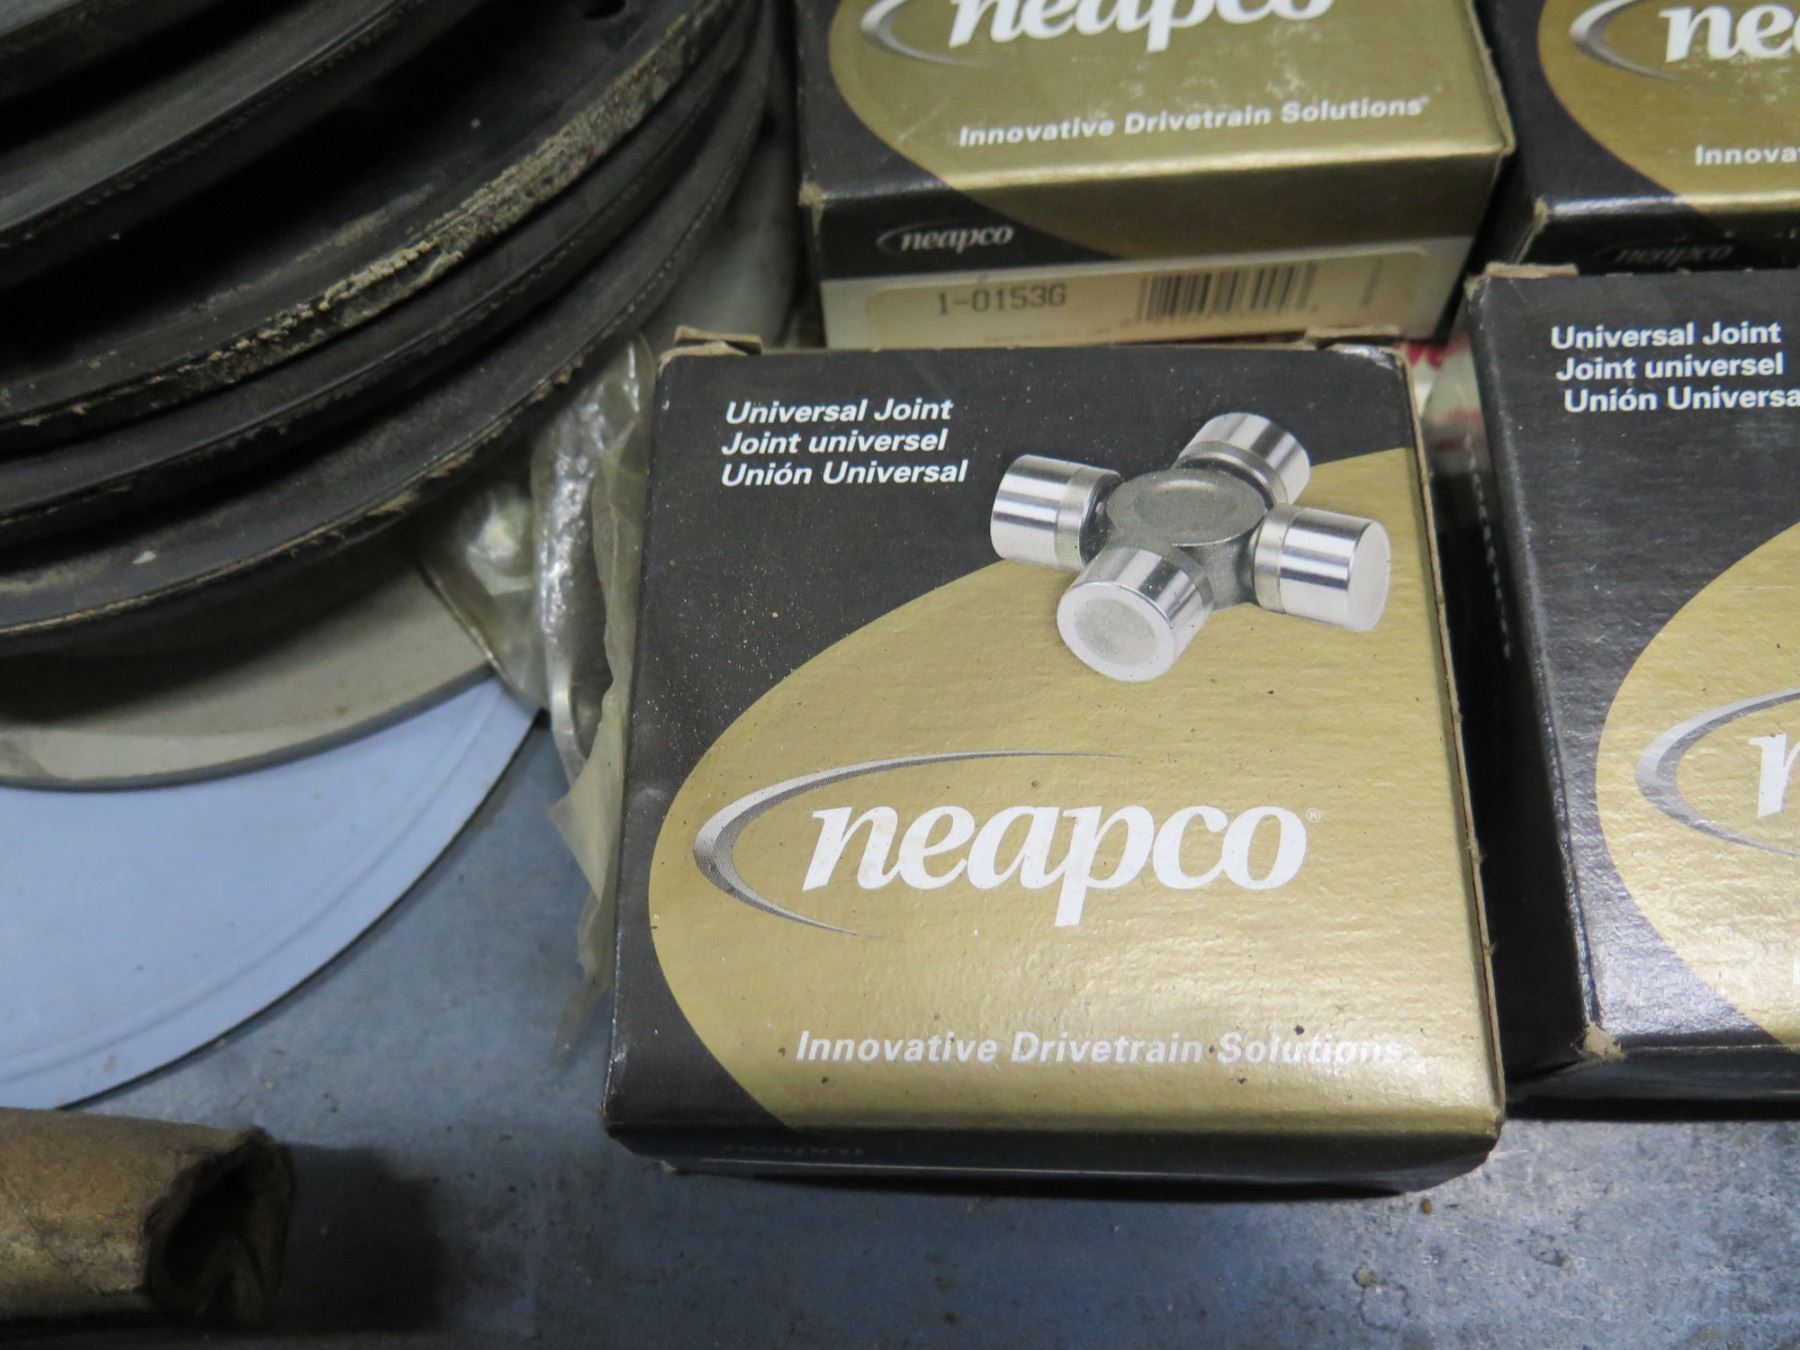 neapco
Innovative Drivetrain Solutions®
neapco
1-0153G
neapco
Universal Joint
Joint universel
Unión Universal
neapco®
Innovative Drivetrain Solutions
Universal Joint
Joint universel
Unión Universa